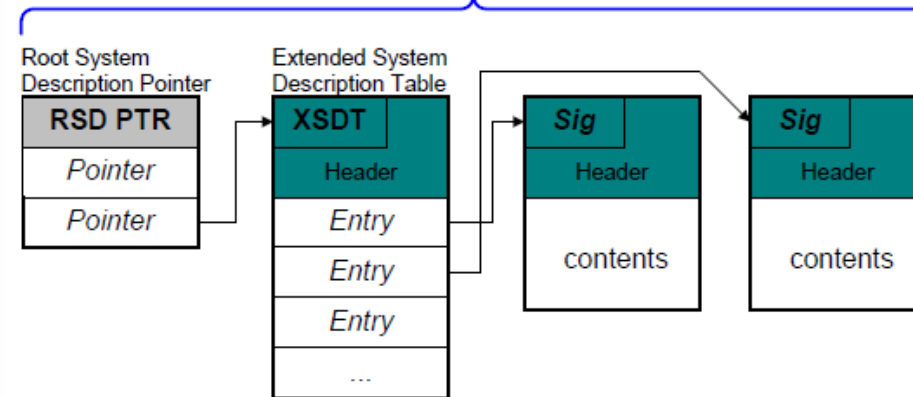 Root System
Description Pointer
RSD PTR
Pointer
Pointer
Extended System
Description Table
XSDT
Header
Entry
Entry
Entry
...
Sig
Header
contents
Sig
Header
contents